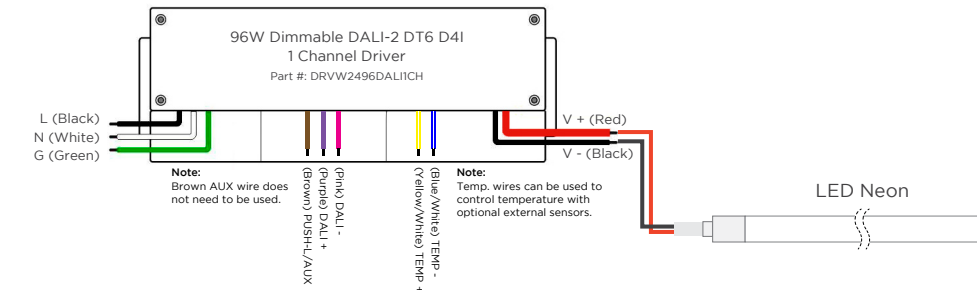 96W Dimmable DALI-2 DT6 D4I
1 Channel Driver
Part #: DRVW2496DALI1CH
L (Black)
N (White)
G (Green)
V + (Red)
V - (Black)
Note:
Brown AUX wire does
not need to be used.
(Brown) PUSH-L/AUX
(Purple) DALI +
(Pink) DALI -
(Yellow/White) TEMP +
(Blue/White) TEMP -
Note:
Temp. wires can be used to
control temperature with
optional external sensors.
LED Neon